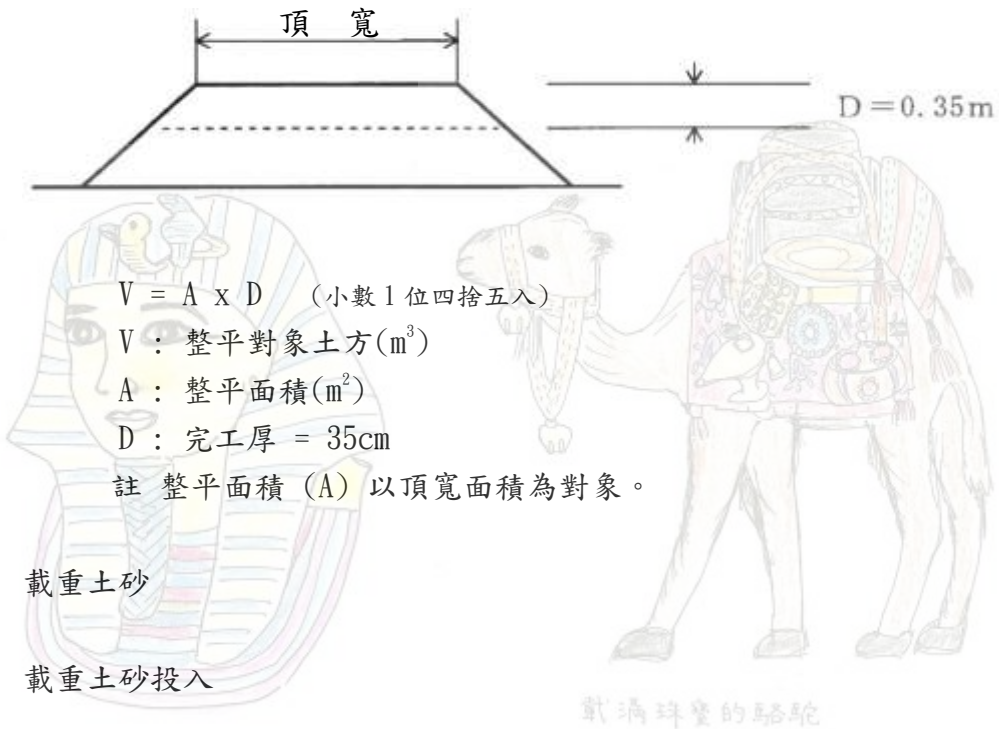 頂 寬
D=0.35m
V = A x D (小數1位四捨五入)
V : 整平對象土方(m³)
A : 整平面積(m²)
D : 完工厚 = 35cm
註 整平面積 (A) 以頂寬面積為對象。
載重土砂
載重土砂投入
載滿珠寶的駱駝